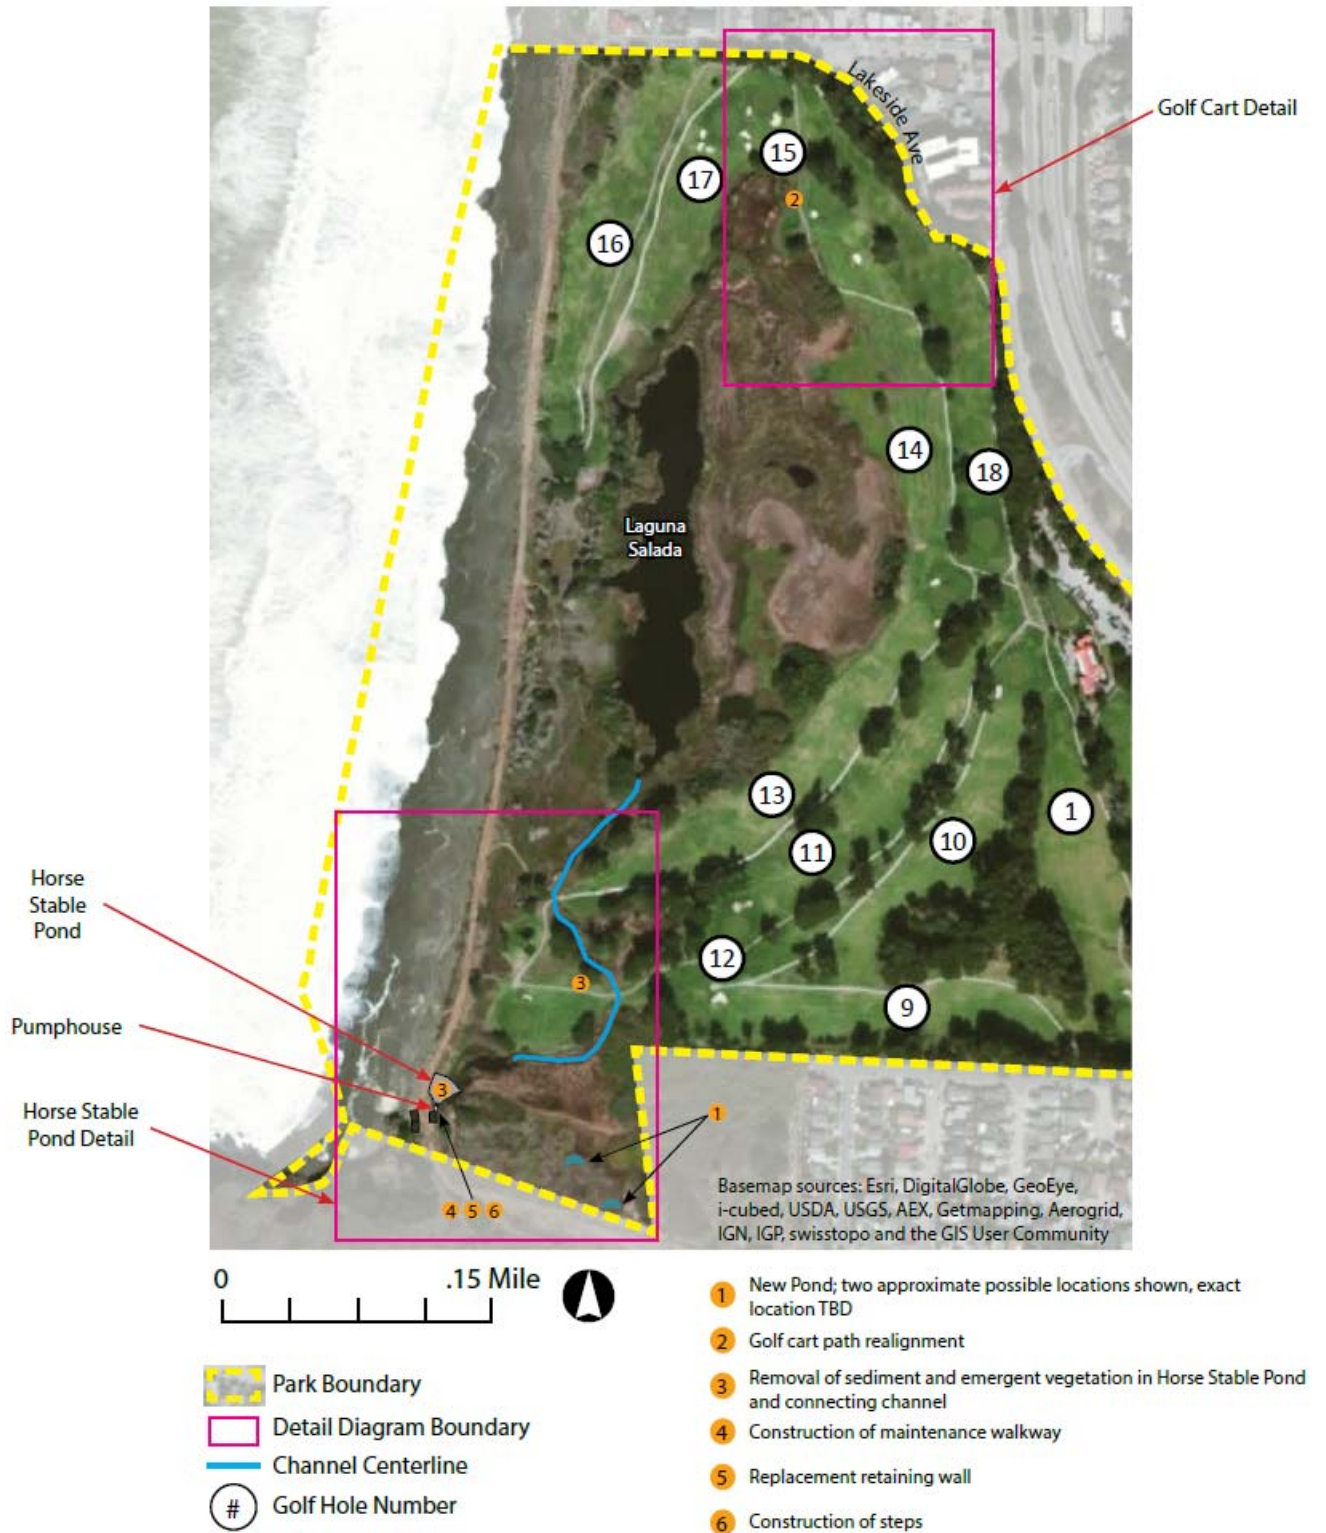 Lakeside Ave
Golf Cart Detail
15
17
2
16
14
18
Laguna
Salada
13
1
11
10
Horse
Stable
Pond
12
3
9
Pumphouse
3
Horse Stable
Pond Detail
1
4 5 6
Basemap sources: Esri, DigitalGlobe, GeoEye,
i-cubed, USDA, USGS, AEX, Getmapping, Aerogrid,
IGN, IGP, swisstopo and the GIS User Community
0 .15 Mile
Park Boundary
Detail Diagram Boundary
Channel Centerline
# Golf Hole Number
1 New Pond; two approximate possible locations shown, exact
location TBD
2 Golf cart path realignment
3 Removal of sediment and emergent vegetation in Horse Stable Pond
and connecting channel
4 Construction of maintenance walkway
5 Replacement retaining wall
6 Construction of steps